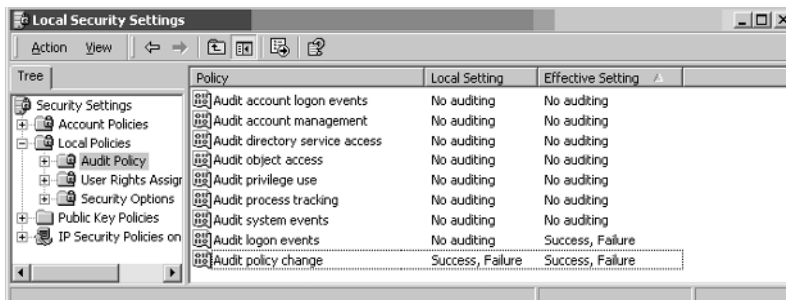 Local Security Settings
Action View
Tree
Policy Local Setting Effective Setting
Security Settings
Account Policies
Local Policies
Audit Policy
User Rights Assigr
Security Options
Public Key Policies
IP Security Policies on
Audit account logon events No auditing No auditing
Audit account management No auditing No auditing
Audit directory service access No auditing No auditing
Audit object access No auditing No auditing
Audit privilege use No auditing No auditing
Audit process tracking No auditing No auditing
Audit system events No auditing No auditing
Audit logon events No auditing Success, Failure
Audit policy change Success, Failure Success, Failure